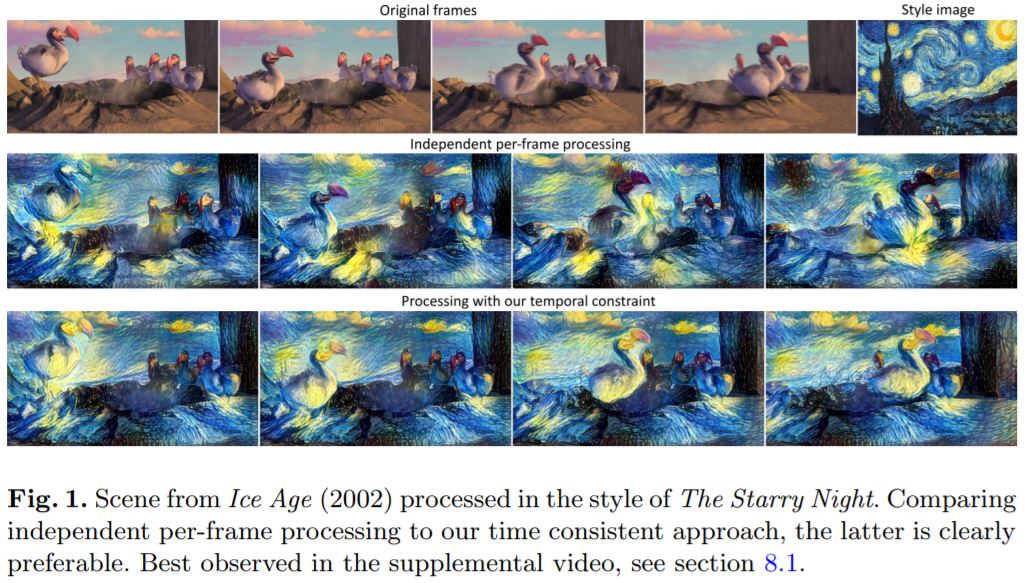 Original frames
Style image
Independent per-frame processing
Processing with our temporal constraint
Fig. 1. Scene from Ice Age (2002) processed in the style of The Starry Night. Comparing
independent per-frame processing to our time consistent approach, the latter is clearly
preferable. Best observed in the supplemental video, see section 8.1.